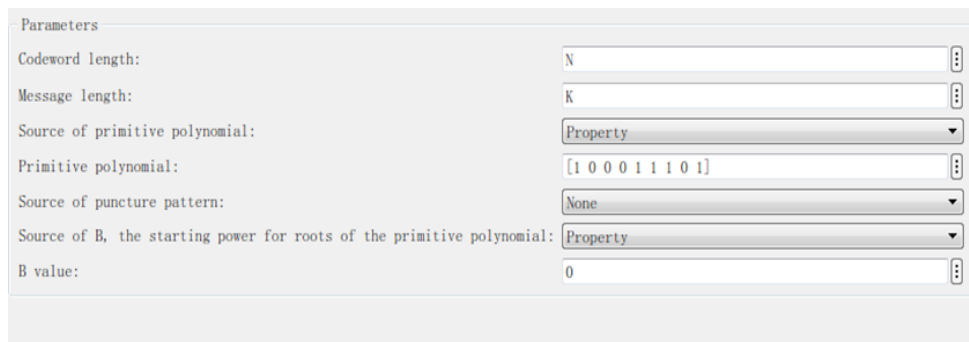 Parameters
Codeword length: N
Message length: K
Source of primitive polynomial: Property
Primitive polynomial: [1 0 0 0 1 1 1 0 1]
Source of puncture pattern: None
Source of B, the starting power for roots of the primitive polynomial: Property
B value: 0